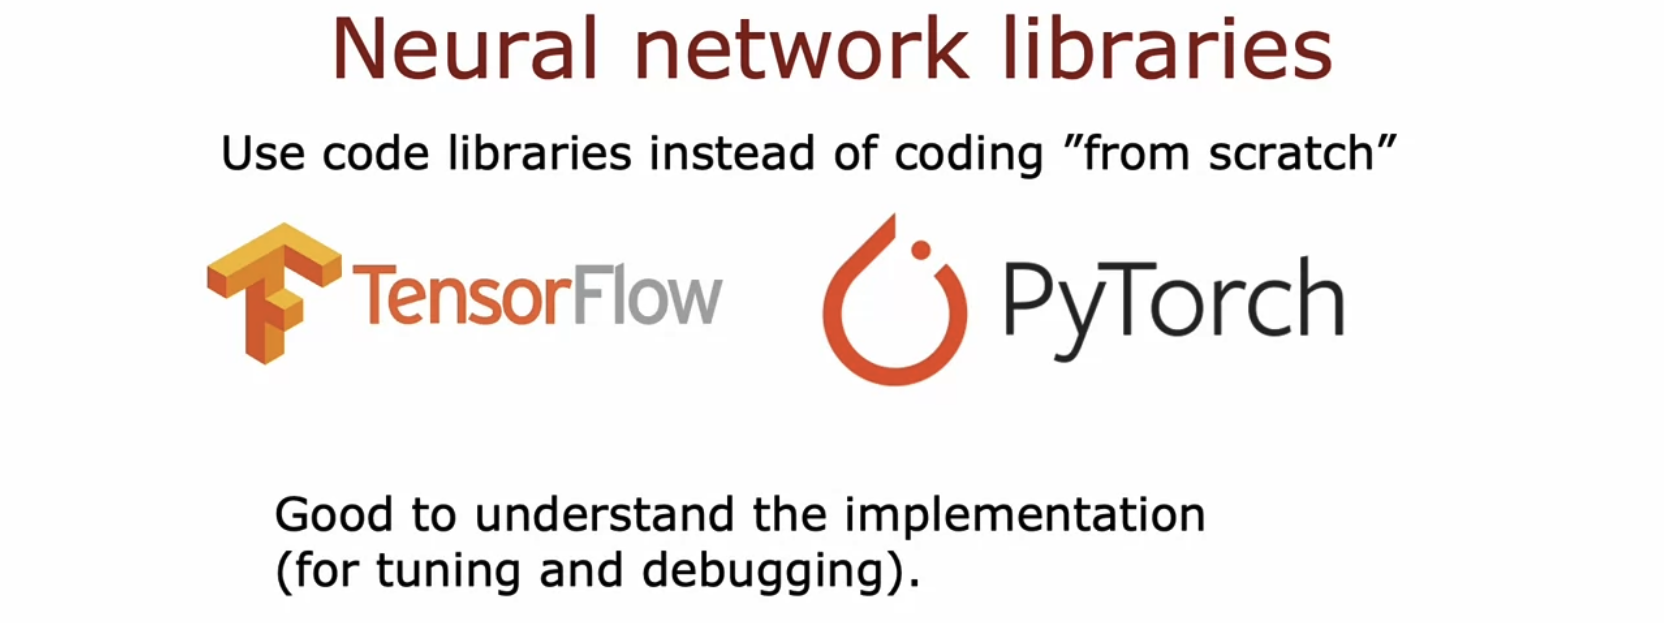 Neural network libraries
Use code libraries instead of coding ”from scratch”
TensorFlow
PyTorch
Good to understand the implementation
(for tuning and debugging).